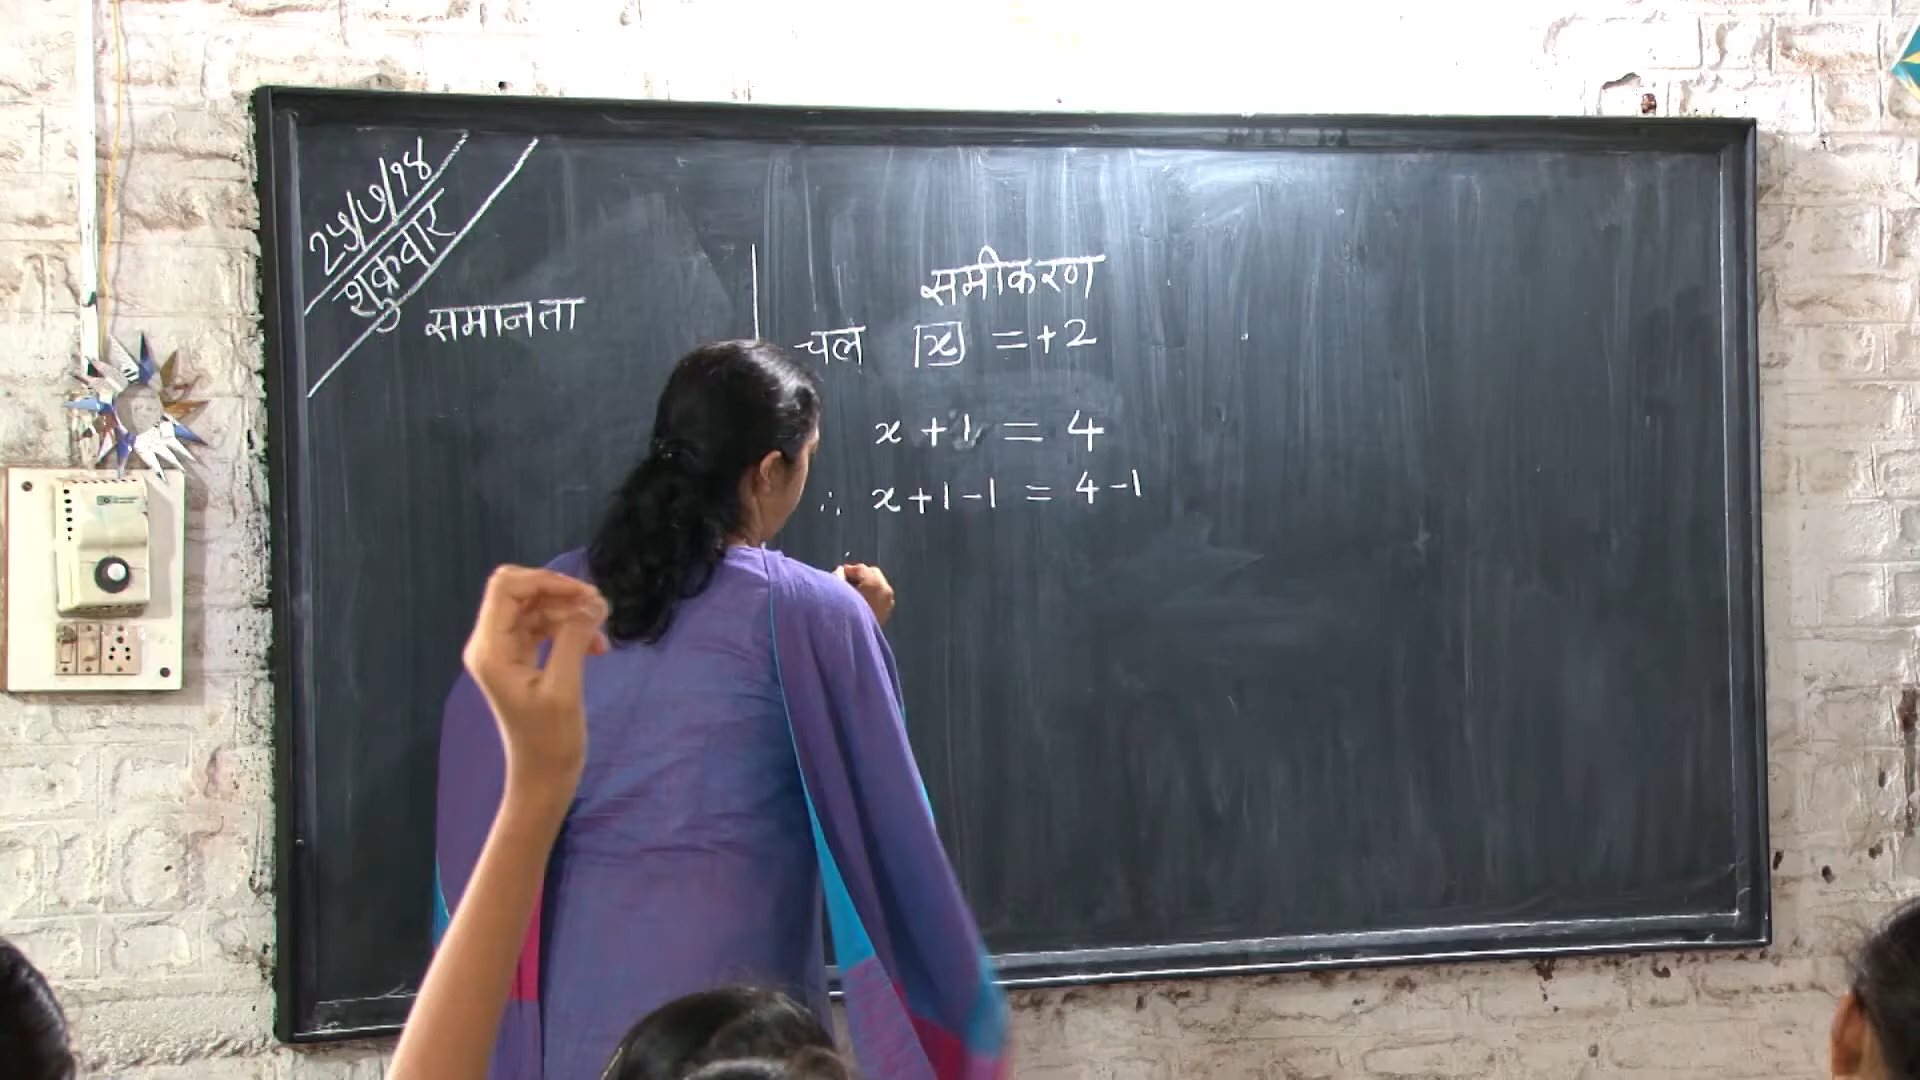 २५/७/१४
शुक्रवार
समानता
समीकरण
चल x = +2
x + 1 = 4
∴ x + 1 - 1 = 4 - 1